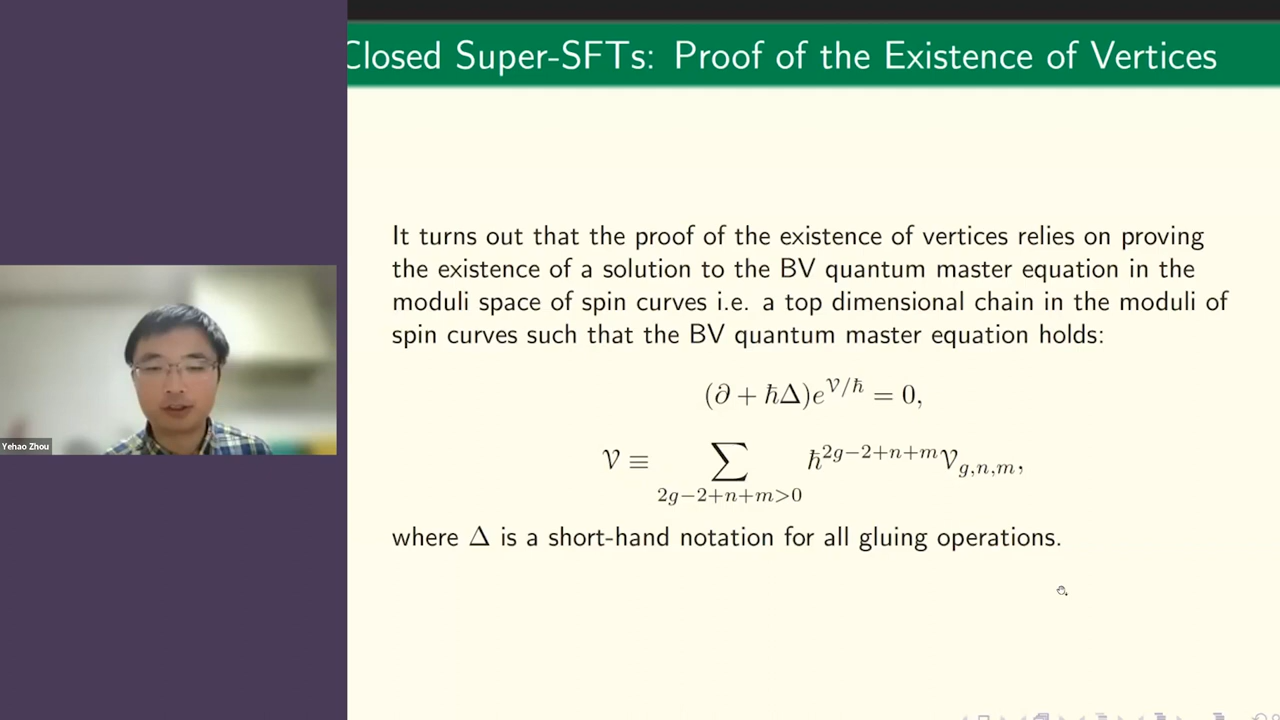 Closed Super-SFTs: Proof of the Existence of Vertices
It turns out that the proof of the existence of vertices relies on proving
the existence of a solution to the BV quantum master equation in the
moduli space of spin curves i.e. a top dimensional chain in the moduli of
spin curves such that the BV quantum master equation holds:
(∂ + ℏΔ)e^{𝒱/ℏ} = 0,
𝒱 ≡ ∑_{2g−2+n+m>0} ℏ^{2g−2+n+m}𝒱_{g,n,m},
where Δ is a short-hand notation for all gluing operations.
Yehao Zhou